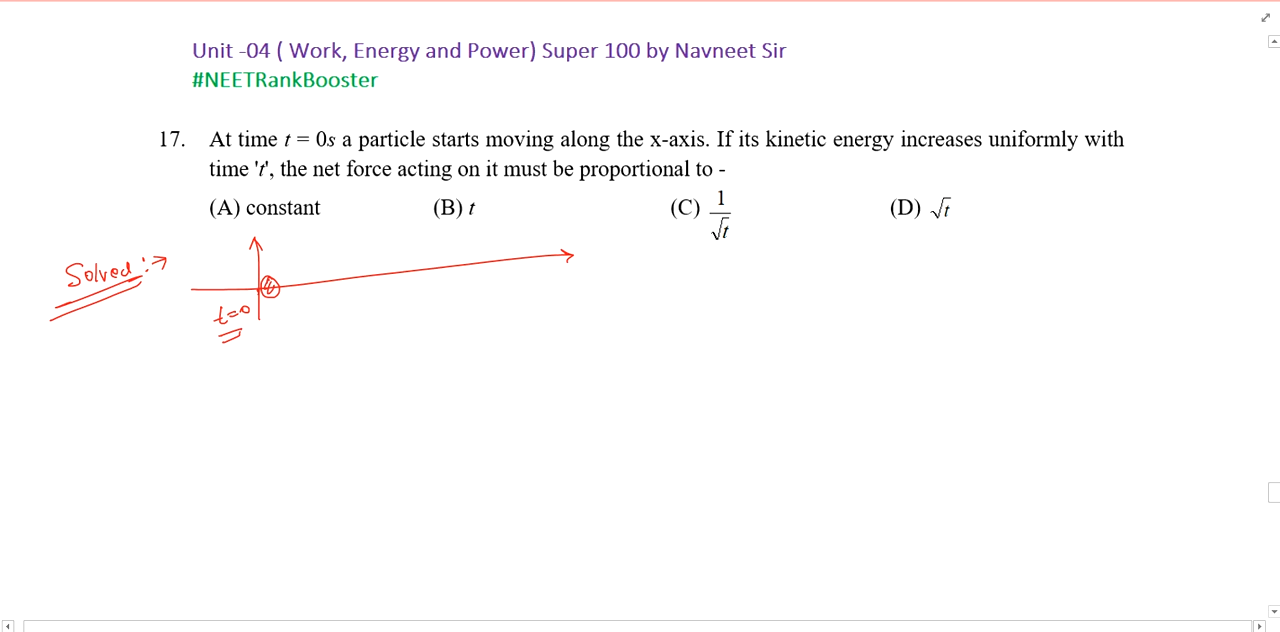 Unit -04 ( Work, Energy and Power) Super 100 by Navneet Sir
#NEETRankBooster
17. At time t = 0s a particle starts moving along the x-axis. If its kinetic energy increases uniformly with
time 't', the net force acting on it must be proportional to -
(A) constant (B) t (C) 1/√t (D) √t
Solved :→
t=0